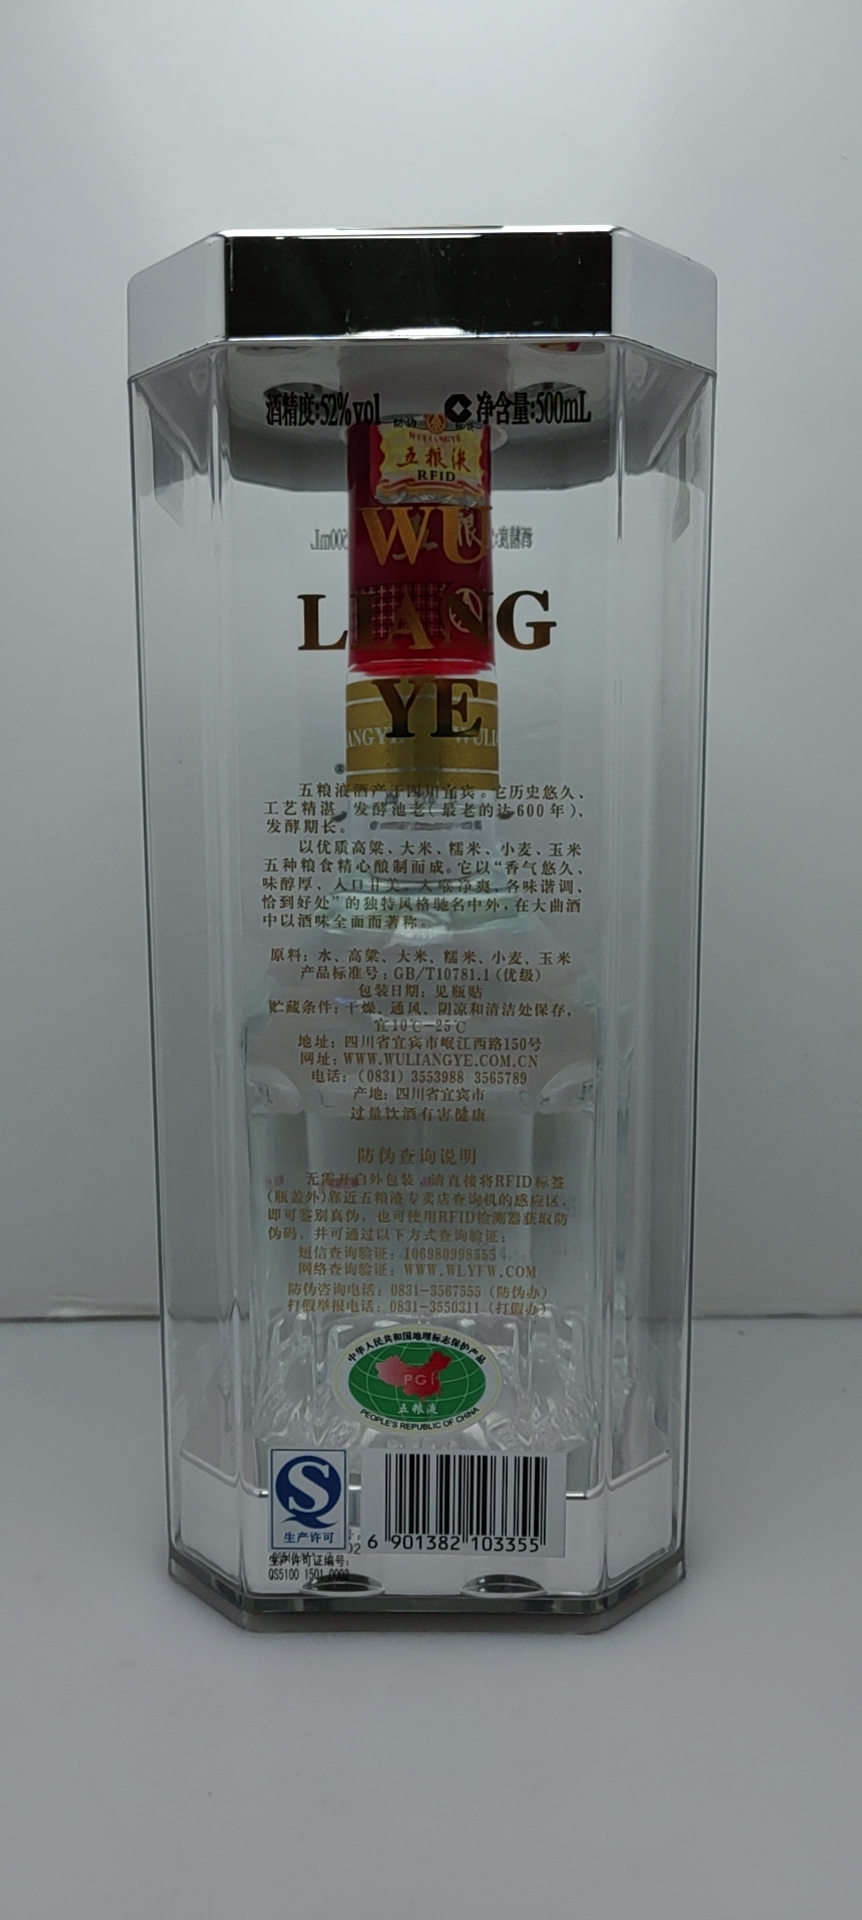 酒精度:52%vol 净含量:500mL
WULIANGYE
五粮液
RFID
WU
LIANG
YE
五粮液酒产于四川宜宾。它历史悠久、
工艺精湛、发酵池老(最老的达600年)、
发酵期长。
以优质高粱、大米、糯米、小麦、玉米
五种粮食精心酿制而成。它以“香气悠久、
味醇厚、入口甘美、入喉净爽、各味谐调、
恰到好处”的独特风格驰名中外,在大曲酒
中以酒味全面而著称。
原料:水、高粱、大米、糯米、小麦、玉米
产品标准号:GB/T10781.1(优级)
包装日期:见瓶贴
贮藏条件:干燥、通风、阴凉和清洁处保存,
宜10℃-25℃
地址:四川省宜宾市岷江西路150号
网址:WWW.WULIANGYE.COM.CN
电话:(0831) 3553988 3565789
产地:四川省宜宾市
过量饮酒有害健康
防伪查询说明
无需开启外包装,请直接将RFID标签
(瓶盖外)靠近五粮液专卖店查询机的感应区,
即可鉴别真伪,也可使用RFID检测器获取防
伪码,并可通过以下方式查询验证:
短信查询验证:106980998555
网络查询验证:WWW.WLYFW.COM
防伪咨询电话:0831-3567555(防伪办)
打假举报电话:0831-3550311(打假办)
中华人民共和国地理标志保护产品
PGI
五粮液
PEOPLE'S REPUBLIC OF CHINA
生产许可
6 901382 103355
生产许可证编号:
QS5100 1501 0002